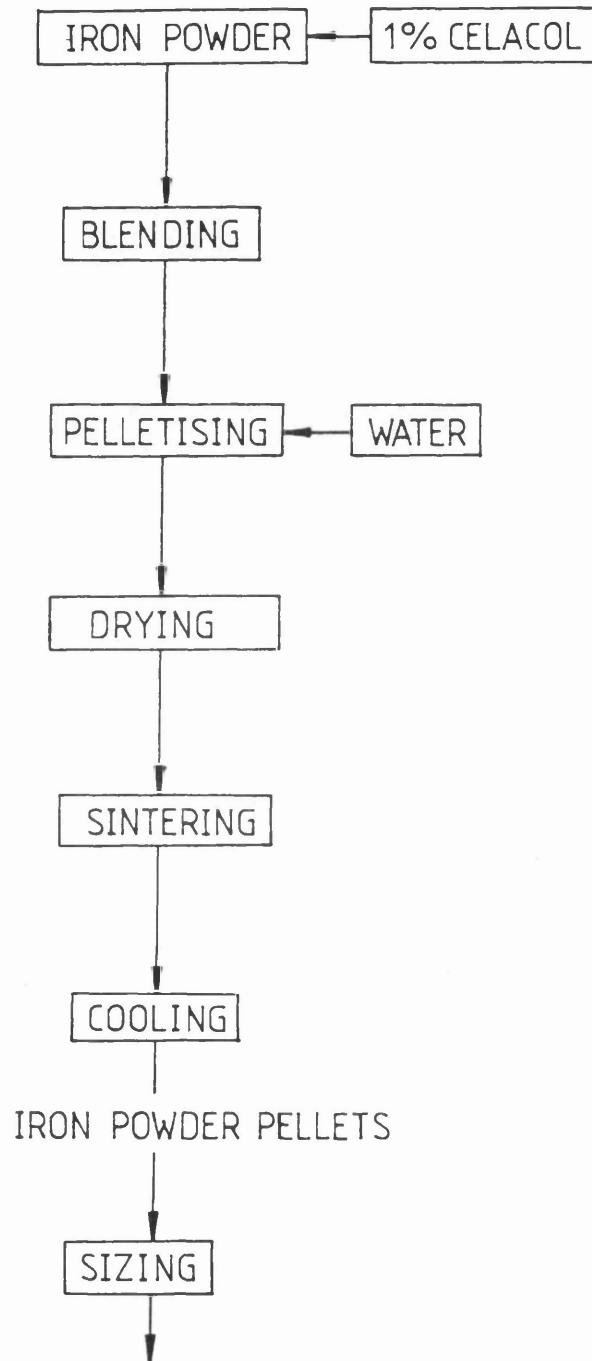 IRON POWDER
1% CELACOL
BLENDING
PELLETISING
WATER
DRYING
SINTERING
COOLING
IRON POWDER PELLETS
SIZING